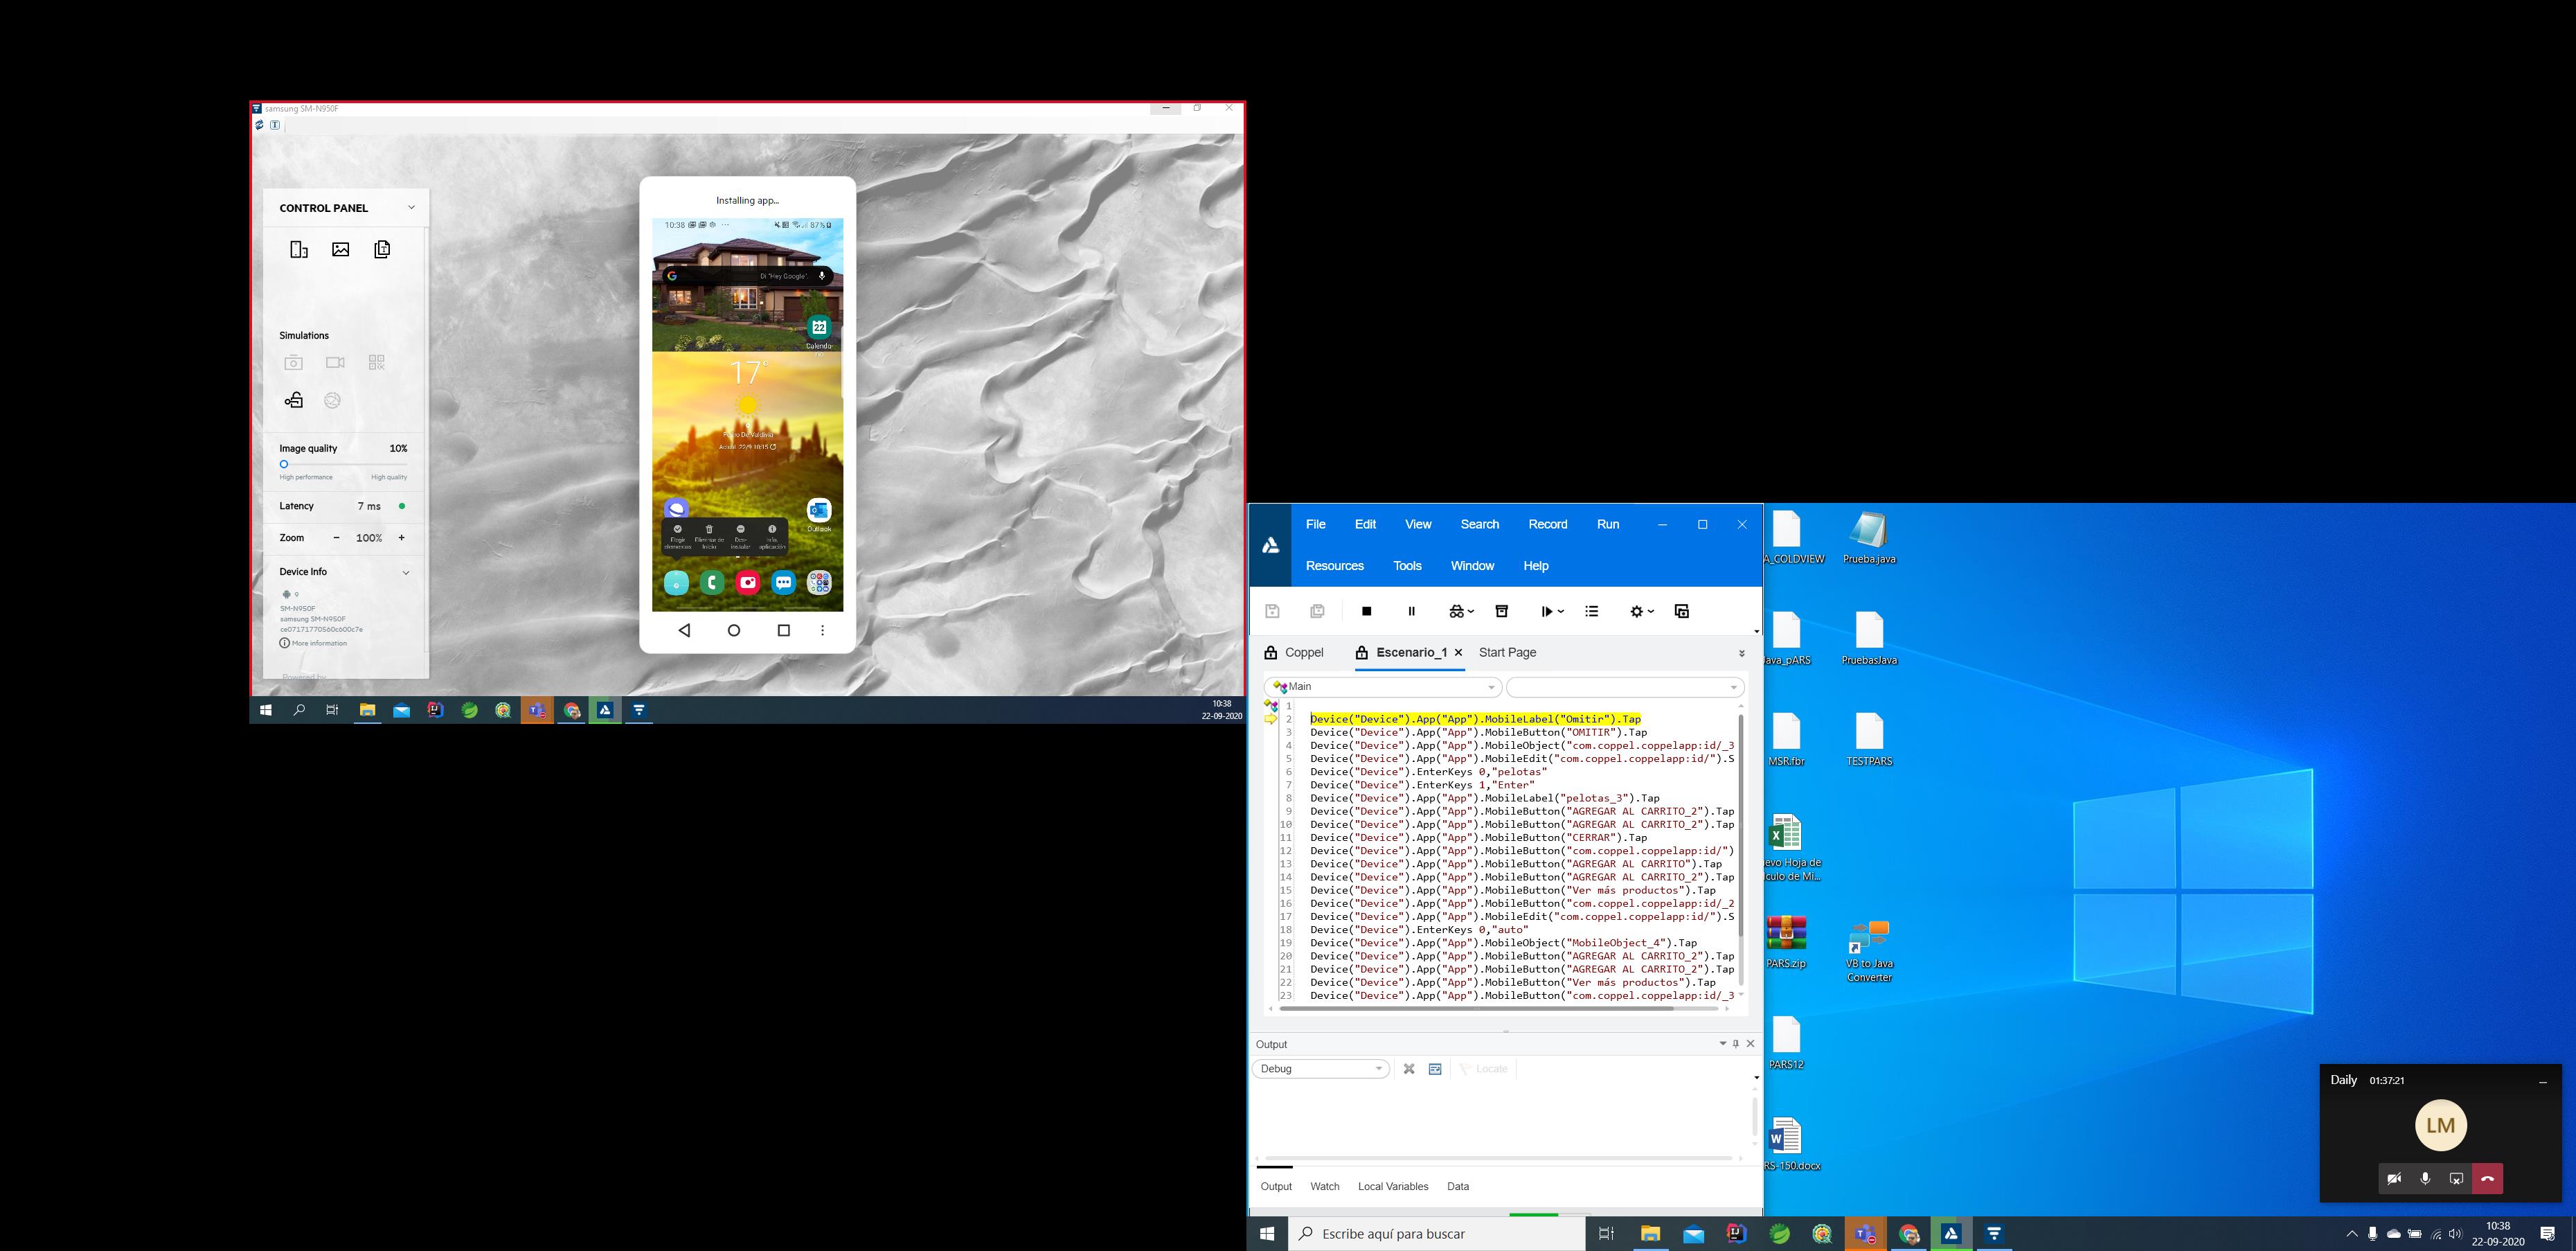 samsung SM-N950F
CONTROL PANEL
Simulations
Image quality 10%
High performance High quality
Latency 7 ms
Zoom − 100% +
Device Info
9
SM-N950F
samsung SM-N950F
ce07171770560c600c7e
More information
Powered by
Installing app...
10:38 87%
Di "Hey Google".
22
Calenda-
rio
17°
Actual. 22/9 10:15
Outlook
Elegir elementos
Eliminar de Inicio
Des-instalar
Info. aplicación
10:38
22-09-2020
File Edit View Search Record Run
Resources Tools Window Help
Coppel Escenario_1 Start Page
Main
1
2 Device("Device").App("App").MobileLabel("Omitir").Tap
3 Device("Device").App("App").MobileButton("OMITIR").Tap
4 Device("Device").App("App").MobileObject("com.coppel.coppelapp:id/_3
5 Device("Device").App("App").MobileEdit("com.coppel.coppelapp:id/").S
6 Device("Device").EnterKeys 0,"pelotas"
7 Device("Device").EnterKeys 1,"Enter"
8 Device("Device").App("App").MobileLabel("pelotas_3").Tap
9 Device("Device").App("App").MobileButton("AGREGAR AL CARRITO_2").Tap
10 Device("Device").App("App").MobileButton("AGREGAR AL CARRITO_2").Tap
11 Device("Device").App("App").MobileButton("CERRAR").Tap
12 Device("Device").App("App").MobileButton("com.coppel.coppelapp:id/")
13 Device("Device").App("App").MobileButton("AGREGAR AL CARRITO").Tap
14 Device("Device").App("App").MobileButton("AGREGAR AL CARRITO_2").Tap
15 Device("Device").App("App").MobileButton("Ver más productos").Tap
16 Device("Device").App("App").MobileButton("com.coppel.coppelapp:id/_2
17 Device("Device").App("App").MobileEdit("com.coppel.coppelapp:id/").S
18 Device("Device").EnterKeys 0,"auto"
19 Device("Device").App("App").MobileObject("MobileObject_4").Tap
20 Device("Device").App("App").MobileButton("AGREGAR AL CARRITO_2").Tap
21 Device("Device").App("App").MobileButton("AGREGAR AL CARRITO_2").Tap
22 Device("Device").App("App").MobileButton("Ver más productos").Tap
23 Device("Device").App("App").MobileButton("com.coppel.coppelapp:id/_3
Output
Debug Locate
Output Watch Local Variables Data
A_COLDVIEW Prueba.java
Java_pARS PruebasJava
MSR.fbr TESTPARS
evo Hoja de
lculo de Mi...
PARS.zip VB to Java
Converter
PARS12
RS-150.docx
Daily 01:37:21
LM
Escribe aquí para buscar
10:38
22-09-2020